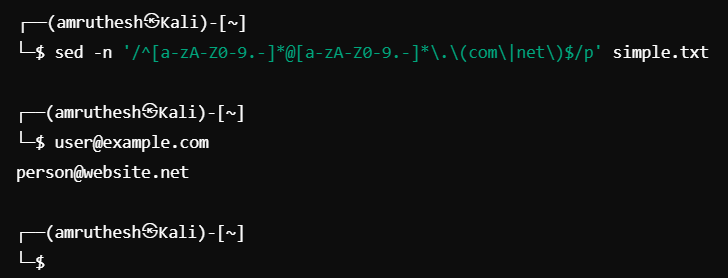 ┌──(amruthesh㉿Kali)-[~]
└─$ sed -n '/^[a-zA-Z0-9.-]*@[a-zA-Z0-9.-]*\.\(com\|net\)$/p' simple.txt
┌──(amruthesh㉿Kali)-[~]
└─$ user@example.com
person@website.net
┌──(amruthesh㉿Kali)-[~]
└─$